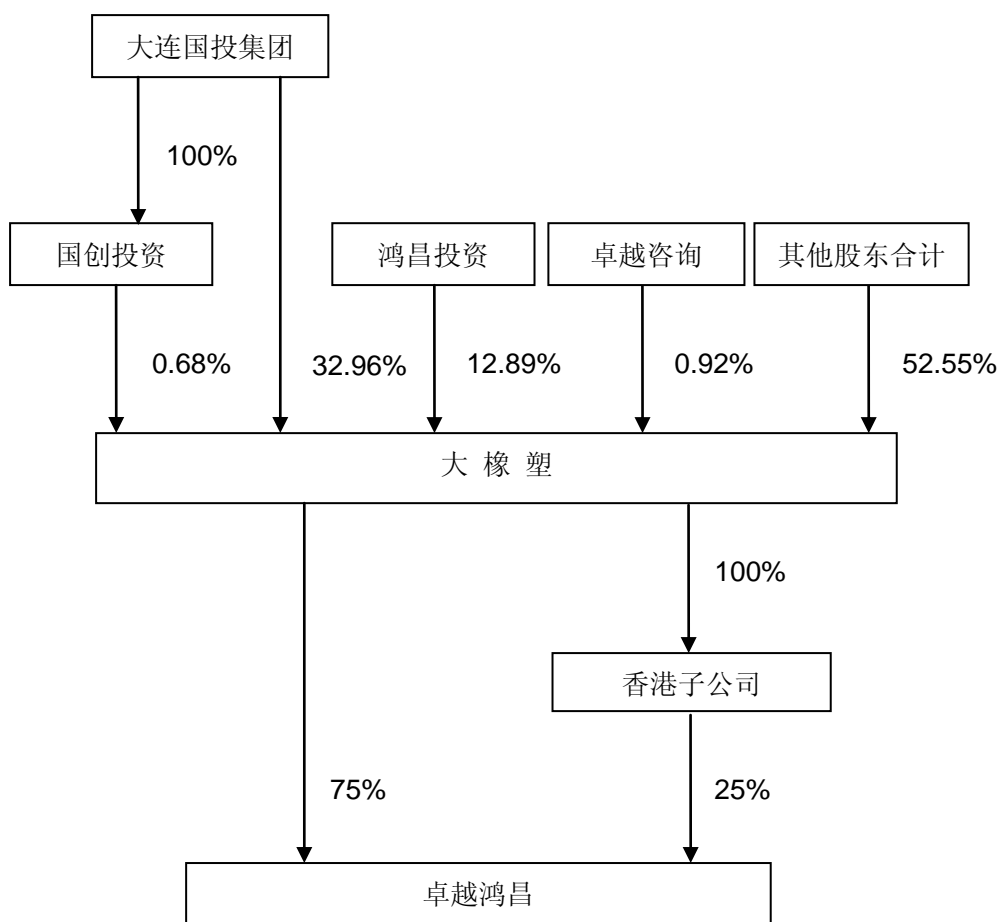 大连国投集团
100%
国创投资
鸿昌投资
卓越咨询
其他股东合计
0.68%
32.96%
12.89%
0.92%
52.55%
大 橡 塑
100%
香港子公司
75%
25%
卓越鸿昌